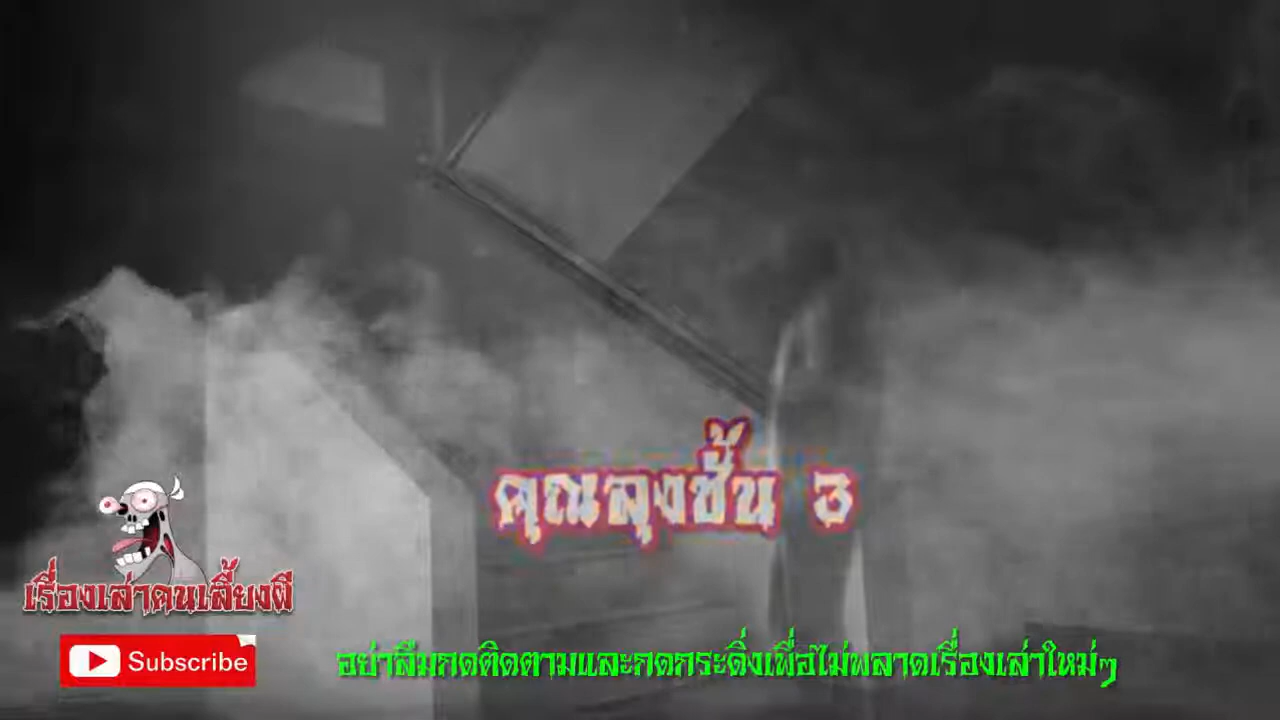 คุณลุงชั้น 3
เรื่องเล่าคนเลี้ยงผี
Subscribe
อย่าลืมกดติดตามและกดกระดิ่งเพื่อไม่พลาดเรื่องเล่าใหม่ๆ